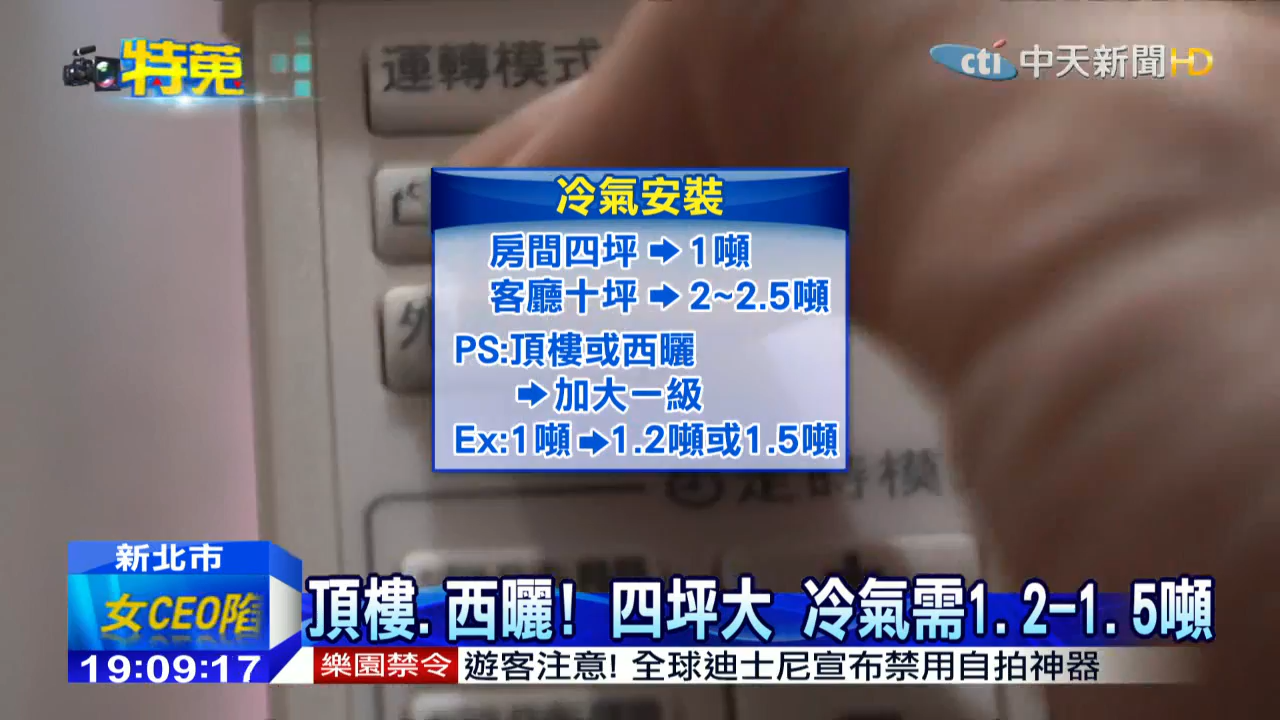 特蒐
cti 中天新聞HD
運轉模式
冷氣安裝
房間四坪➡1噸
客廳十坪➡2~2.5噸
PS:頂樓或西曬
➡加大一級
Ex:1噸➡1.2噸或1.5噸
定時模
新北市
女CEO陷
頂樓.西曬! 四坪大 冷氣需1.2-1.5噸
19:09:17
樂園禁令 遊客注意! 全球迪士尼宣布禁用自拍神器